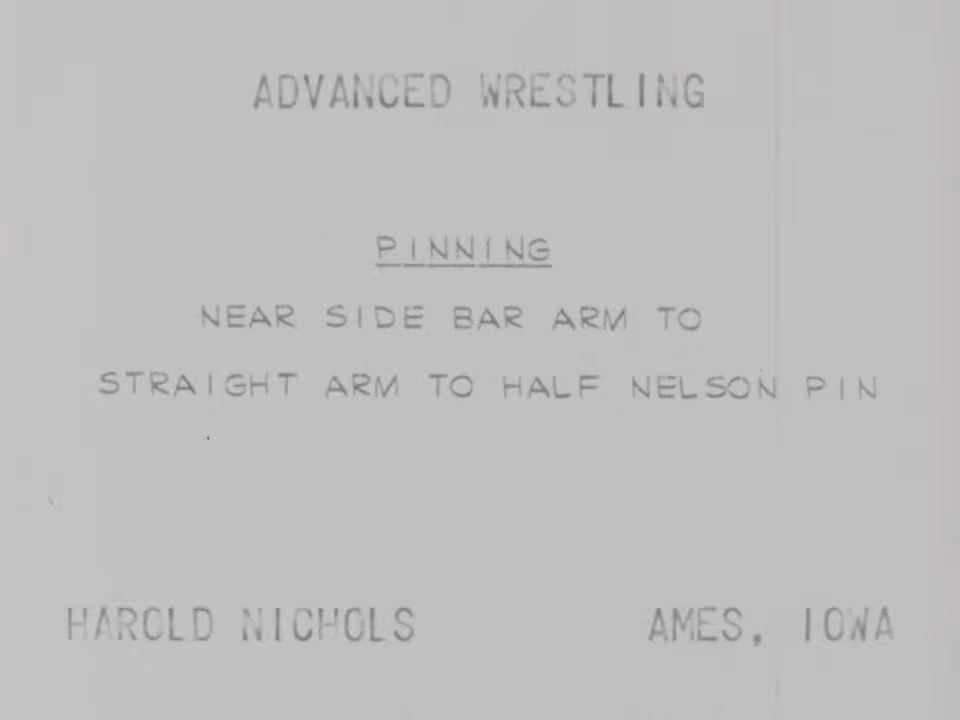 ADVANCED WRESTLING
PINNING
NEAR SIDE BAR ARM TO
STRAIGHT ARM TO HALF NELSON PIN
HAROLD NICHOLS AMES, IOWA